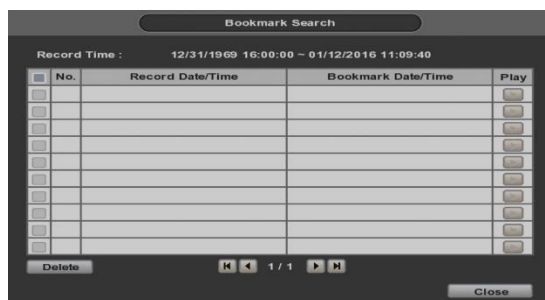 Bookmark Search
Record Time : 12/31/1969 16:00:00 ~ 01/12/2016 11:09:40
No. Record Date/Time Bookmark Date/Time Play
Delete 1 / 1
Close